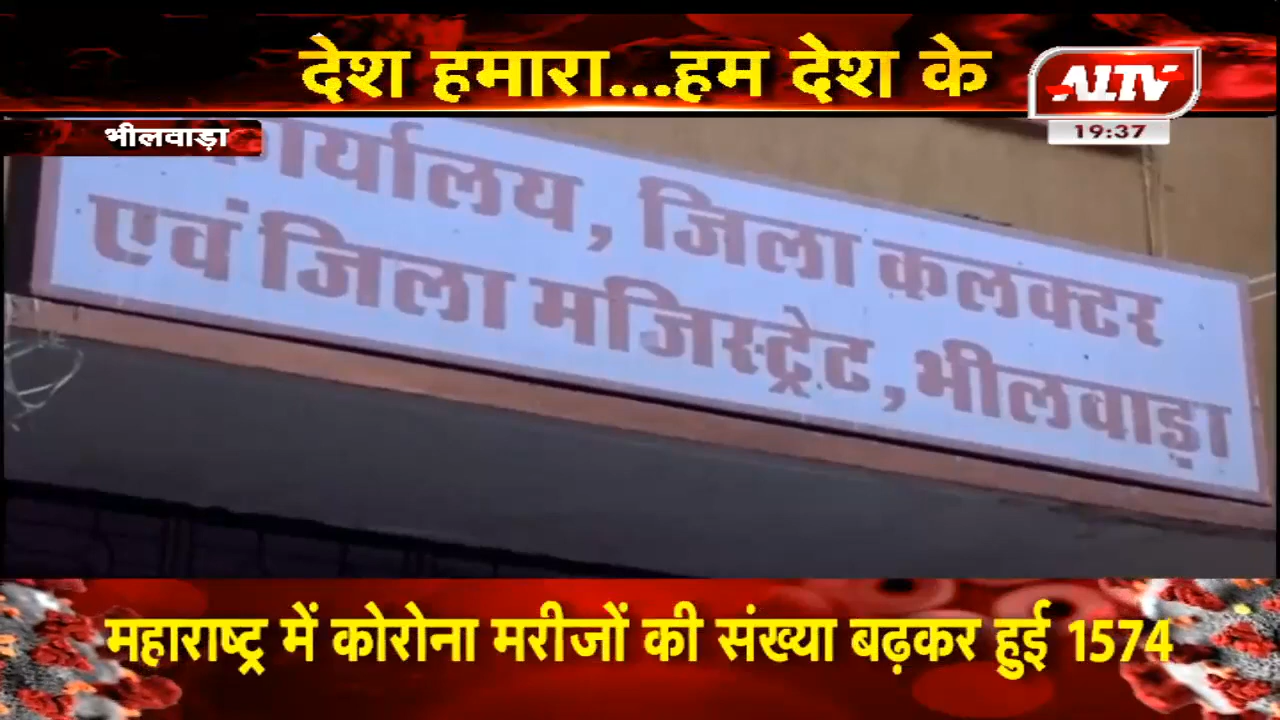 देश हमारा...हम देश के
ALTV
19:37
भीलवाड़ा
कार्यालय, जिला कलक्टर
एवं जिला मजिस्ट्रेट, भीलवाड़ा
महाराष्ट्र में कोरोना मरीजों की संख्या बढ़कर हुई 1574